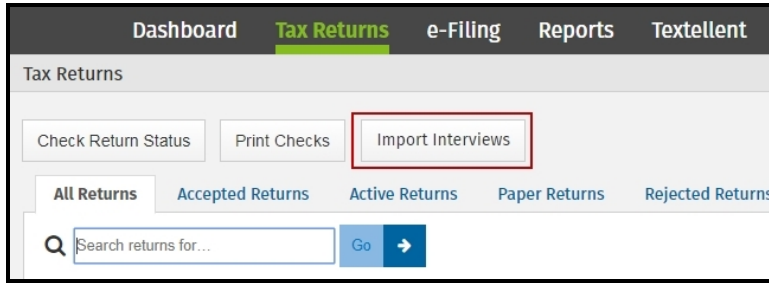 Dashboard Tax Returns e-Filing Reports Textellent
Tax Returns
Check Return Status Print Checks Import Interviews
All Returns Accepted Returns Active Returns Paper Returns Rejected Returns
Search returns for... Go